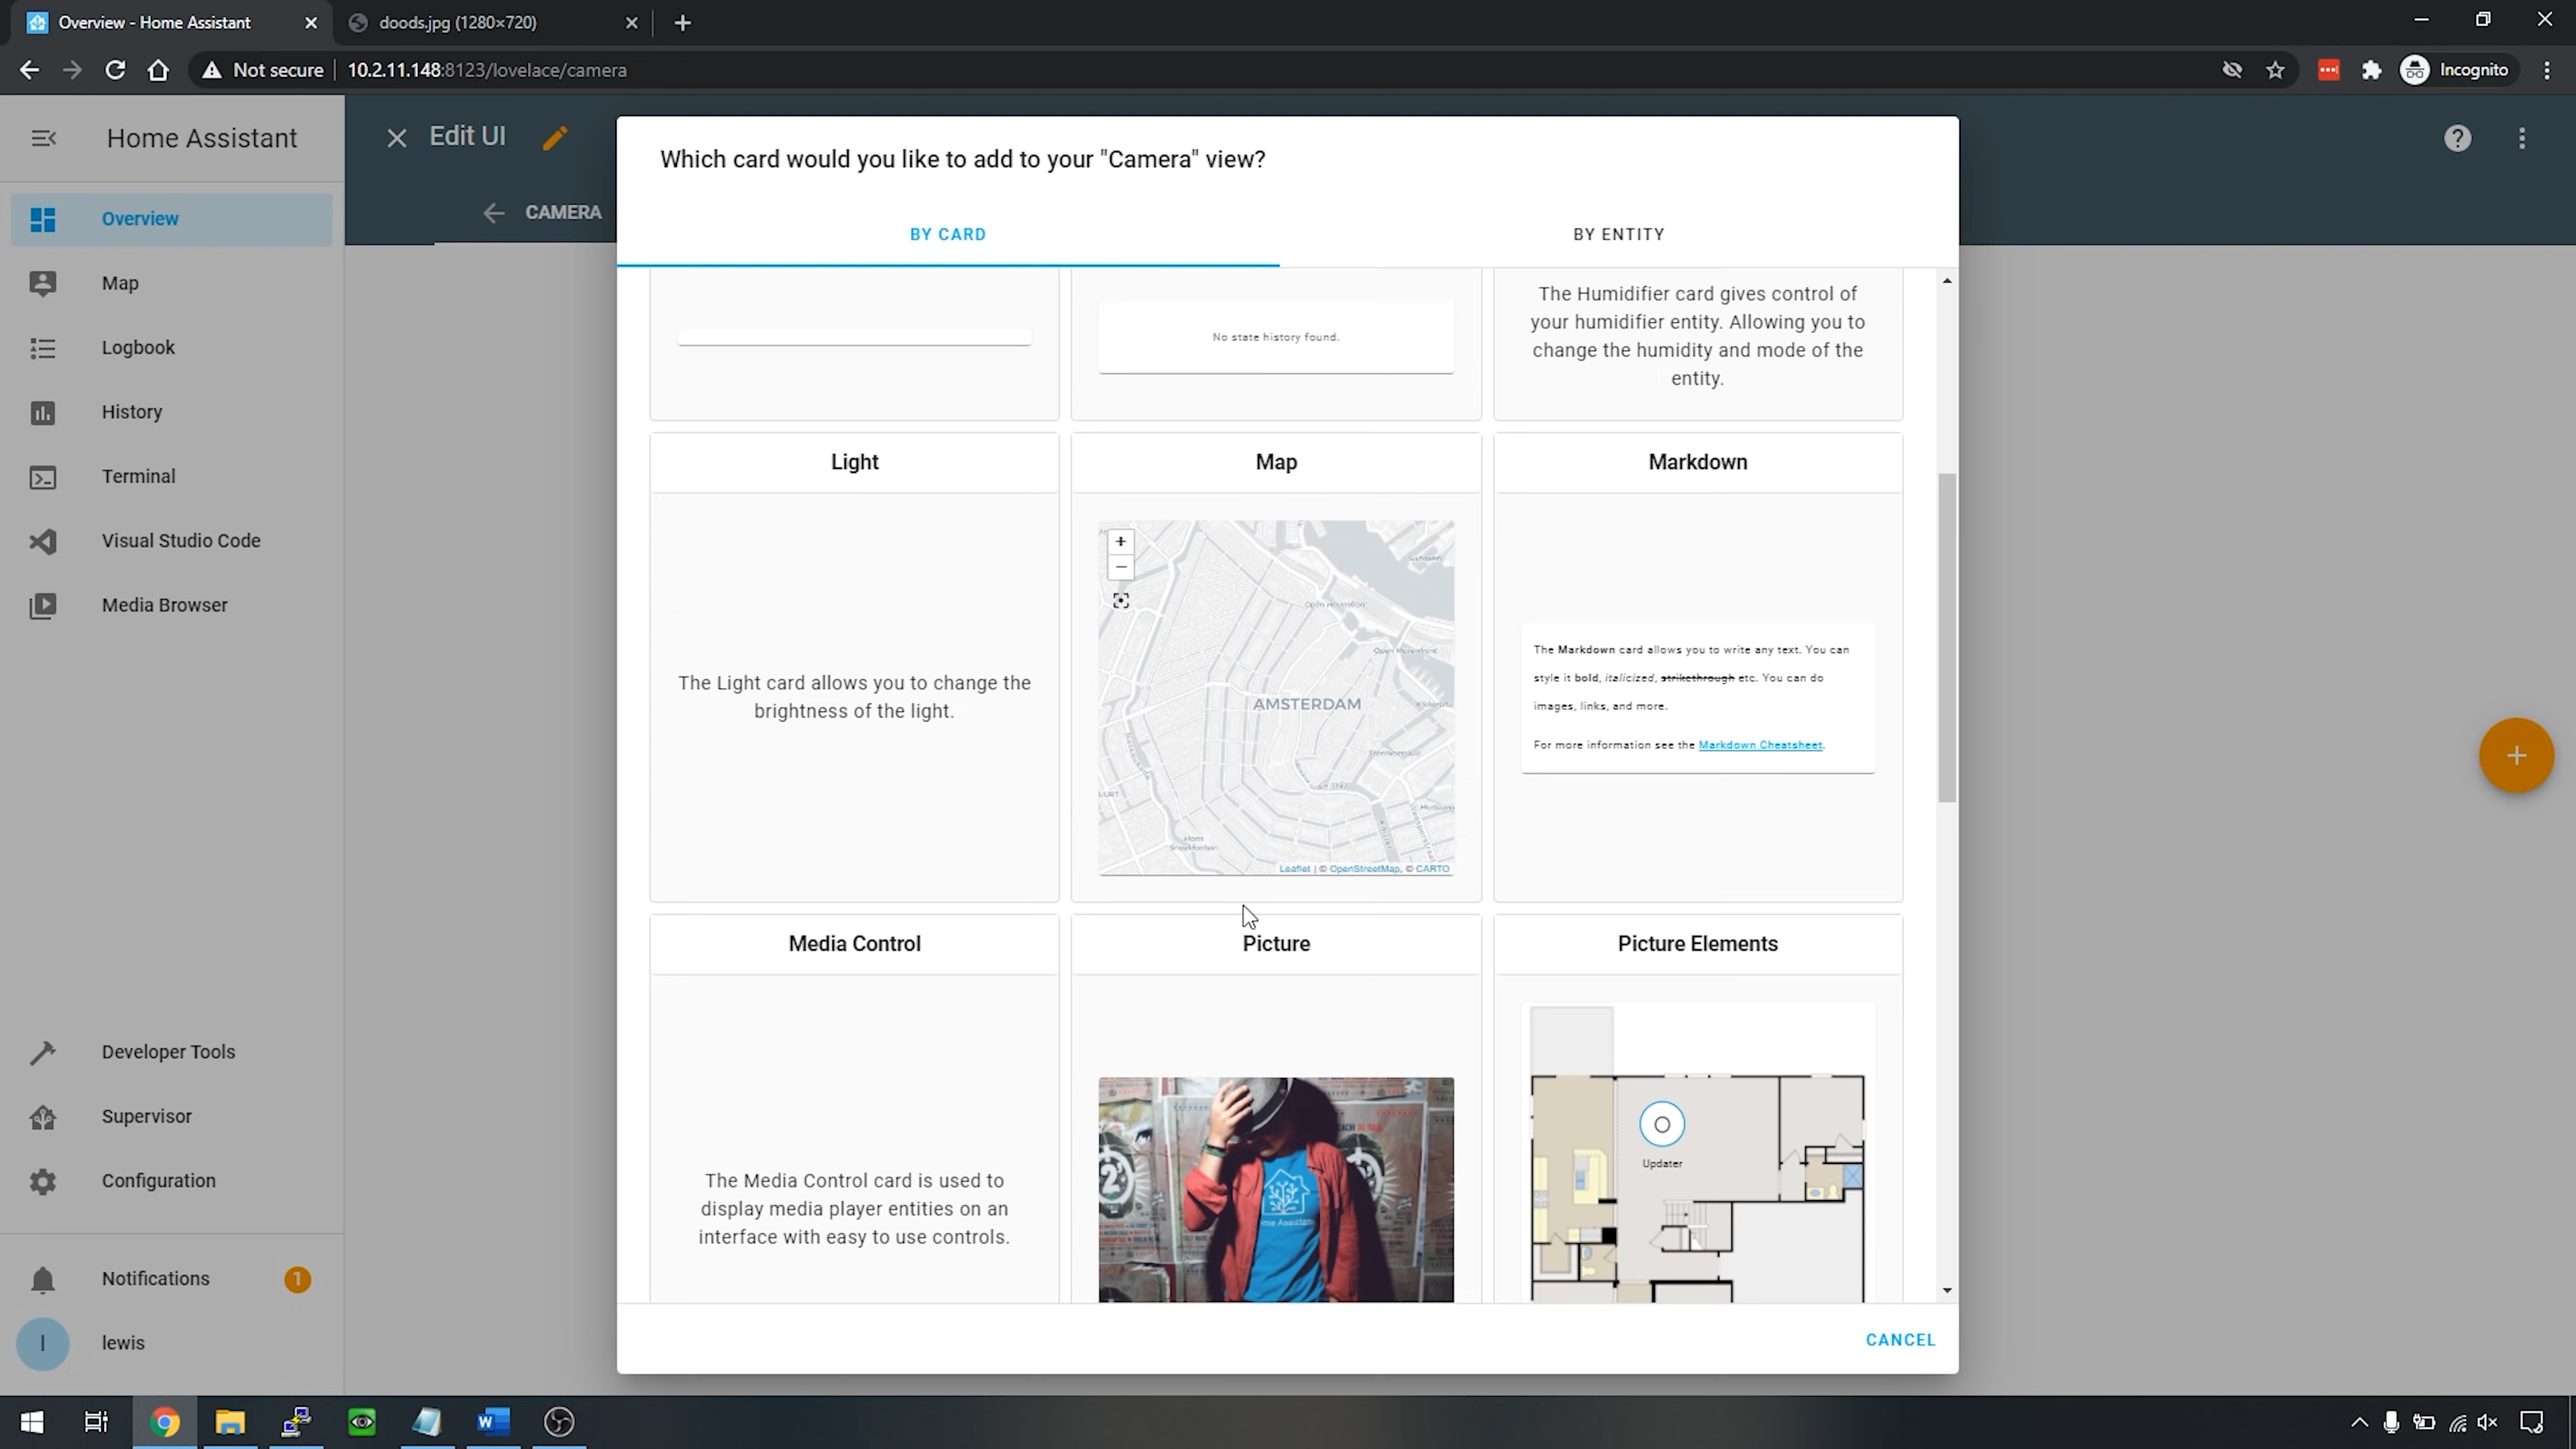 Overview - Home Assistant
doods.jpg (1280×720)
Not secure
10.2.11.148:8123/lovelace/camera
Incognito
Home Assistant
Edit UI
CAMERA
Overview
Map
Logbook
History
Terminal
Visual Studio Code
Media Browser
Developer Tools
Supervisor
Configuration
Notifications
1
l
lewis
Which card would you like to add to your "Camera" view?
BY CARD
BY ENTITY
No state history found.
The Humidifier card gives control of
your humidifier entity. Allowing you to
change the humidity and mode of the
entity.
Light
The Light card allows you to change the
brightness of the light.
Map
+
−
AMSTERDAM
Leaflet | © OpenStreetMap, © CARTO
Markdown
The Markdown card allows you to write any text. You can
style it bold, italicized, strikethrough etc. You can do
images, links, and more.
For more information see the Markdown Cheatsheet.
Media Control
The Media Control card is used to
display media player entities on an
interface with easy to use controls.
Picture
Picture Elements
Updater
CANCEL